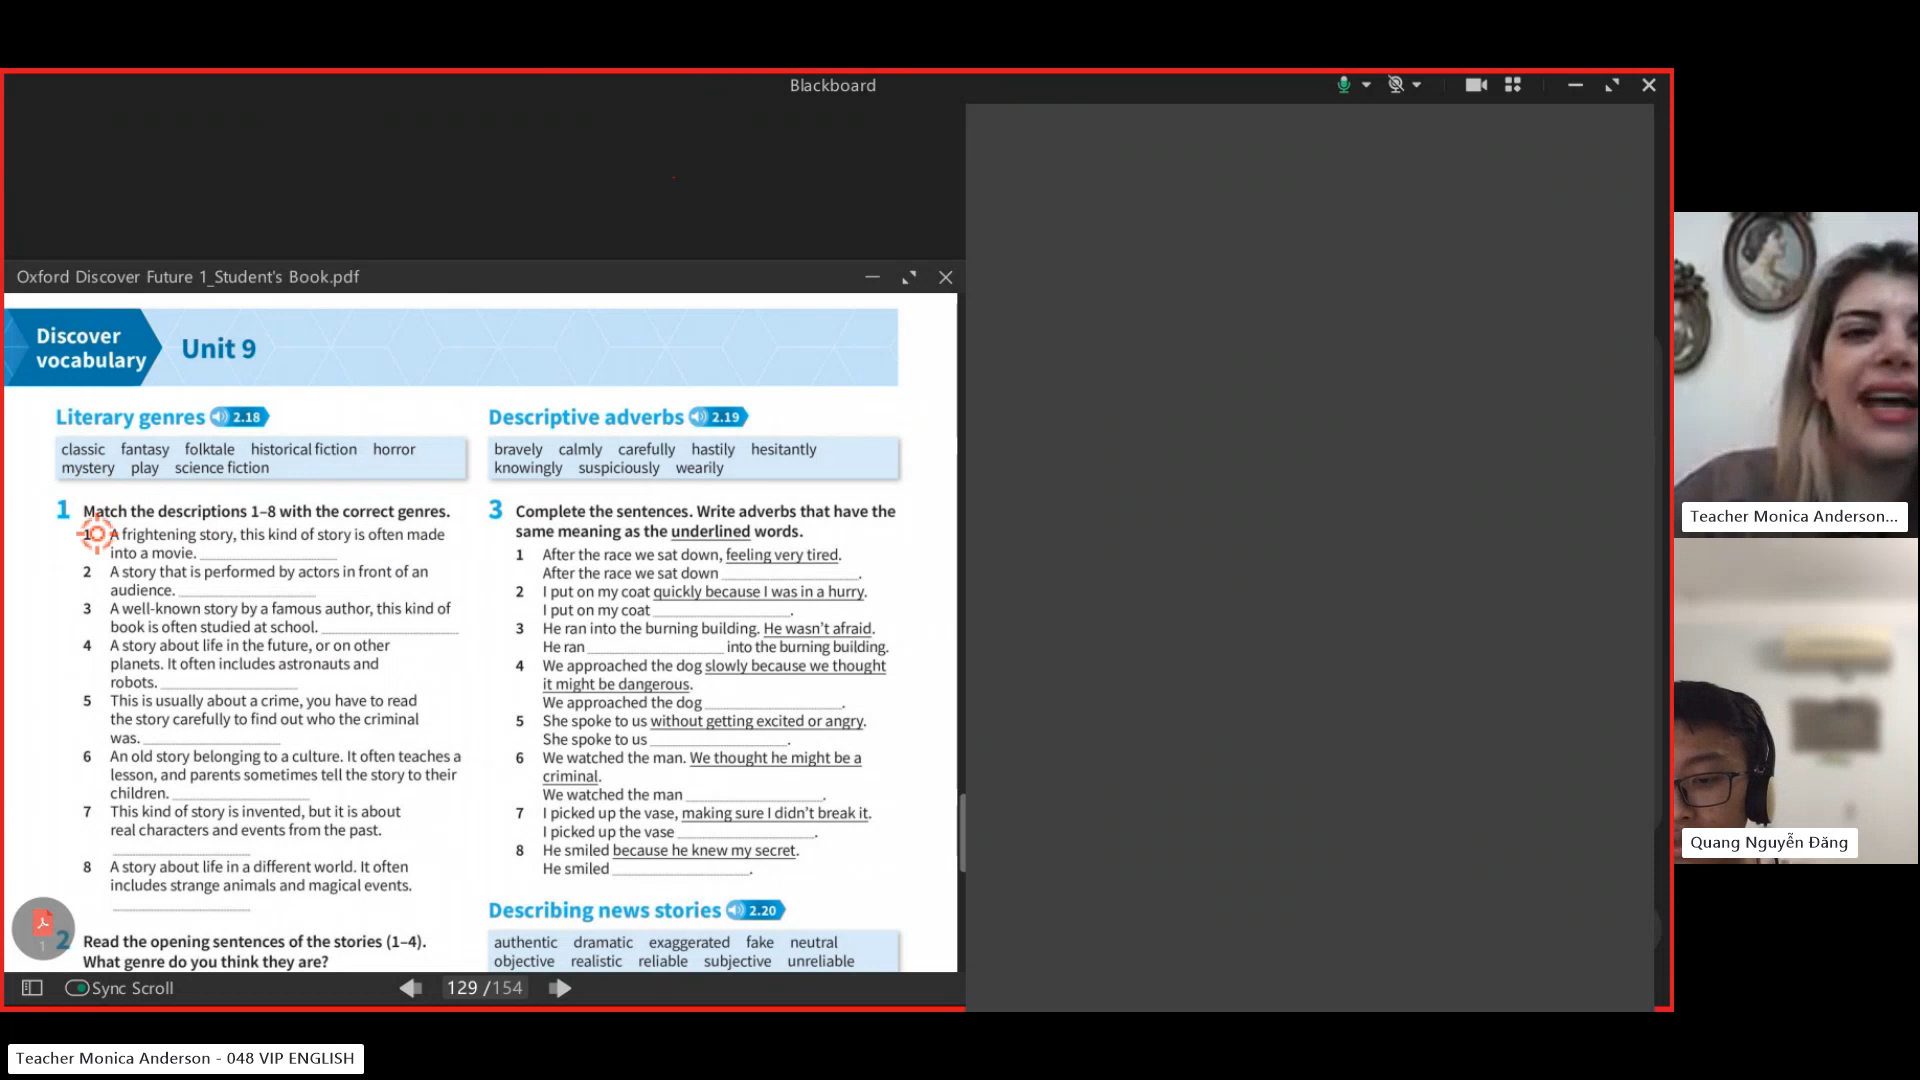 Blackboard
Oxford Discover Future 1_Student's Book.pdf
Discover
vocabulary
Unit 9
Literary genres 2.18
classic fantasy folktale historical fiction horror
mystery play science fiction
1 Match the descriptions 1–8 with the correct genres.
1 A frightening story, this kind of story is often made
into a movie.
2 A story that is performed by actors in front of an
audience.
3 A well-known story by a famous author, this kind of
book is often studied at school.
4 A story about life in the future, or on other
planets. It often includes astronauts and
robots.
5 This is usually about a crime, you have to read
the story carefully to find out who the criminal
was.
6 An old story belonging to a culture. It often teaches a
lesson, and parents sometimes tell the story to their
children.
7 This kind of story is invented, but it is about
real characters and events from the past.
8 A story about life in a different world. It often
includes strange animals and magical events.
1
2 Read the opening sentences of the stories (1–4).
What genre do you think they are?
Descriptive adverbs 2.19
bravely calmly carefully hastily hesitantly
knowingly suspiciously wearily
3 Complete the sentences. Write adverbs that have the
same meaning as the underlined words.
1 After the race we sat down, feeling very tired.
After the race we sat down .
2 I put on my coat quickly because I was in a hurry.
I put on my coat .
3 He ran into the burning building. He wasn't afraid.
He ran into the burning building.
4 We approached the dog slowly because we thought
it might be dangerous.
We approached the dog .
5 She spoke to us without getting excited or angry.
She spoke to us .
6 We watched the man. We thought he might be a
criminal.
We watched the man .
7 I picked up the vase, making sure I didn't break it.
I picked up the vase .
8 He smiled because he knew my secret.
He smiled .
Describing news stories 2.20
authentic dramatic exaggerated fake neutral
objective realistic reliable subjective unreliable
Sync Scroll
129 /154
Teacher Monica Anderson...
Quang Nguyễn Đăng
Teacher Monica Anderson - 048 VIP ENGLISH